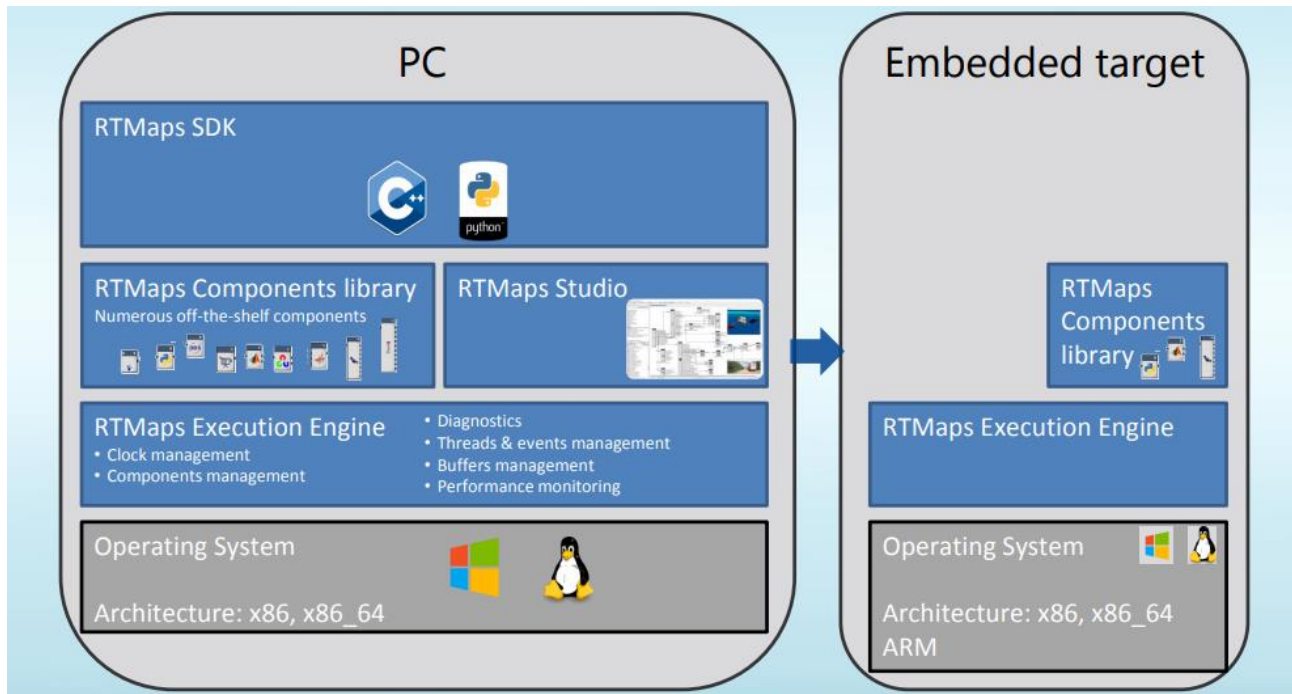 PC
RTMaps SDK
C++
python
RTMaps Components library
Numerous off-the-shelf components
RTMaps Studio
RTMaps Execution Engine
• Clock management
• Components management
• Diagnostics
• Threads & events management
• Buffers management
• Performance monitoring
Operating System
Architecture: x86, x86_64
Embedded target
RTMaps
Components
library
RTMaps Execution Engine
Operating System
Architecture: x86, x86_64
ARM